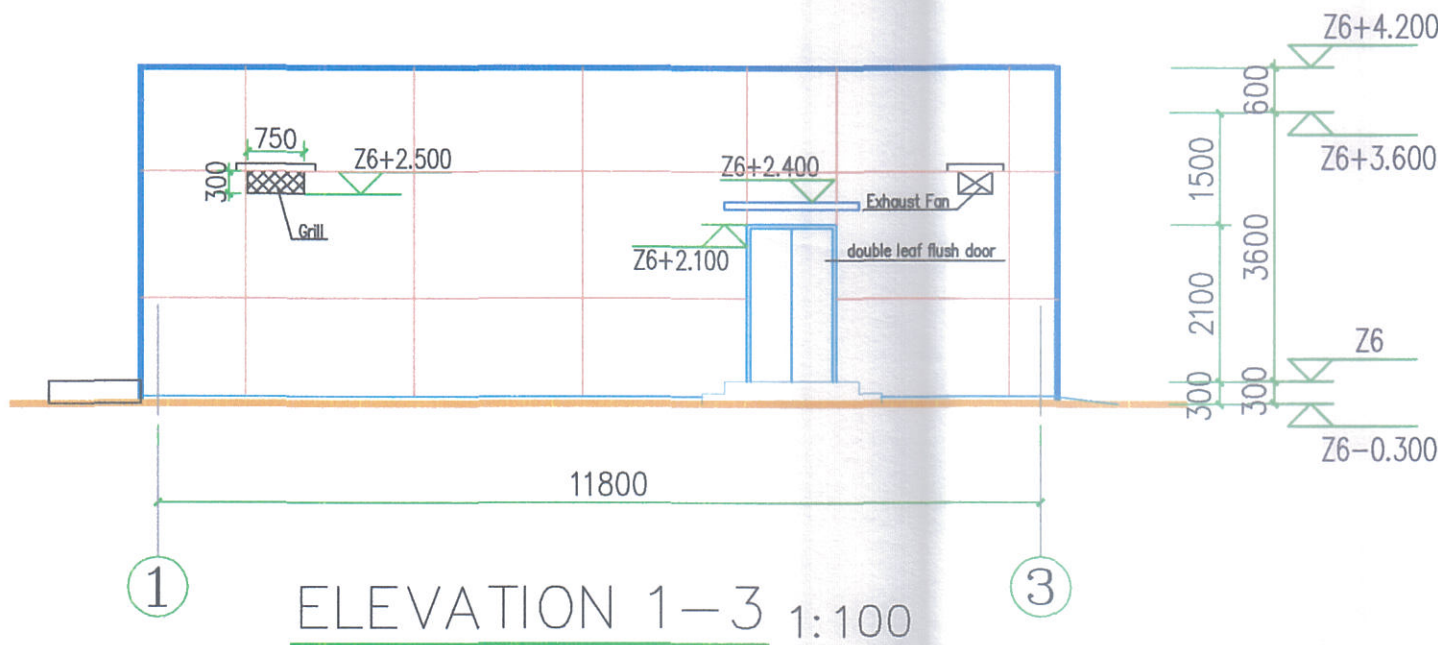 Z6+4.200
600
750
Z6+2.500
Z6+2.400
Z6+3.600
300
1500
Exhaust Fan
Grill
Z6+2.100
double leaf flush door
3600
2100
Z6
300
300
Z6-0.300
11800
1
3
ELEVATION 1-3 1:100